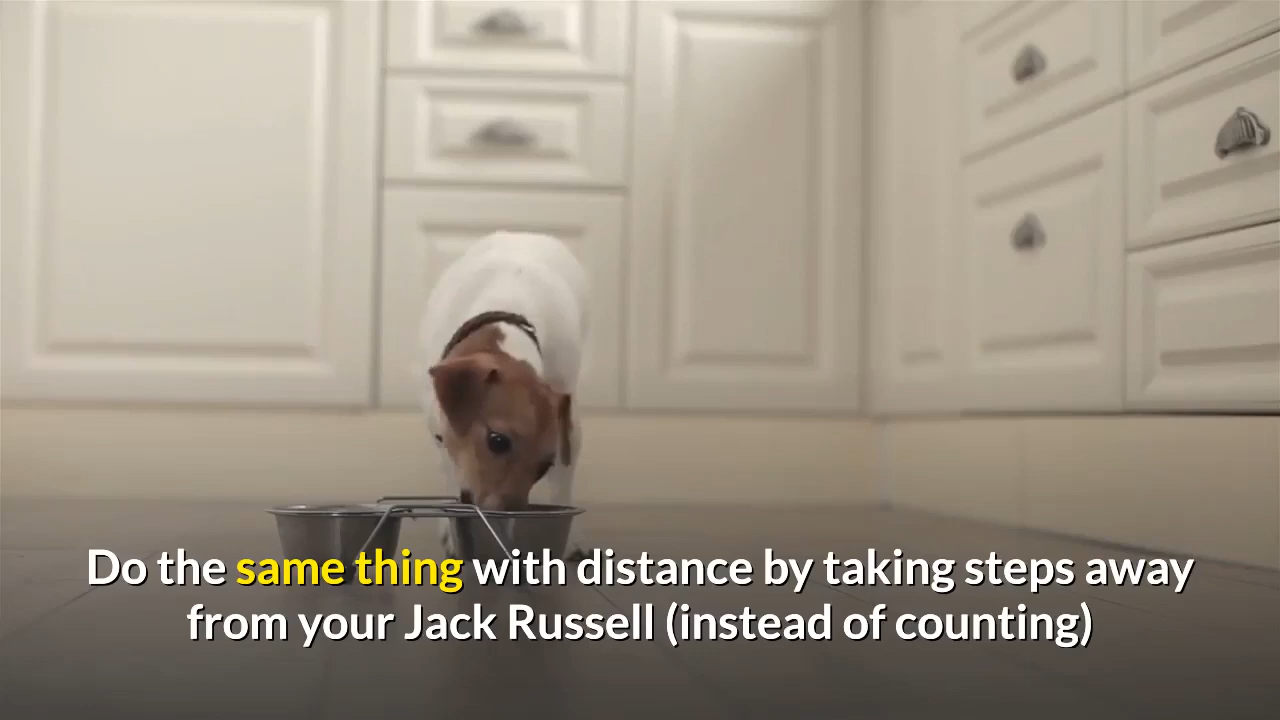 Do the same thing with distance by taking steps away
from your Jack Russell (instead of counting)